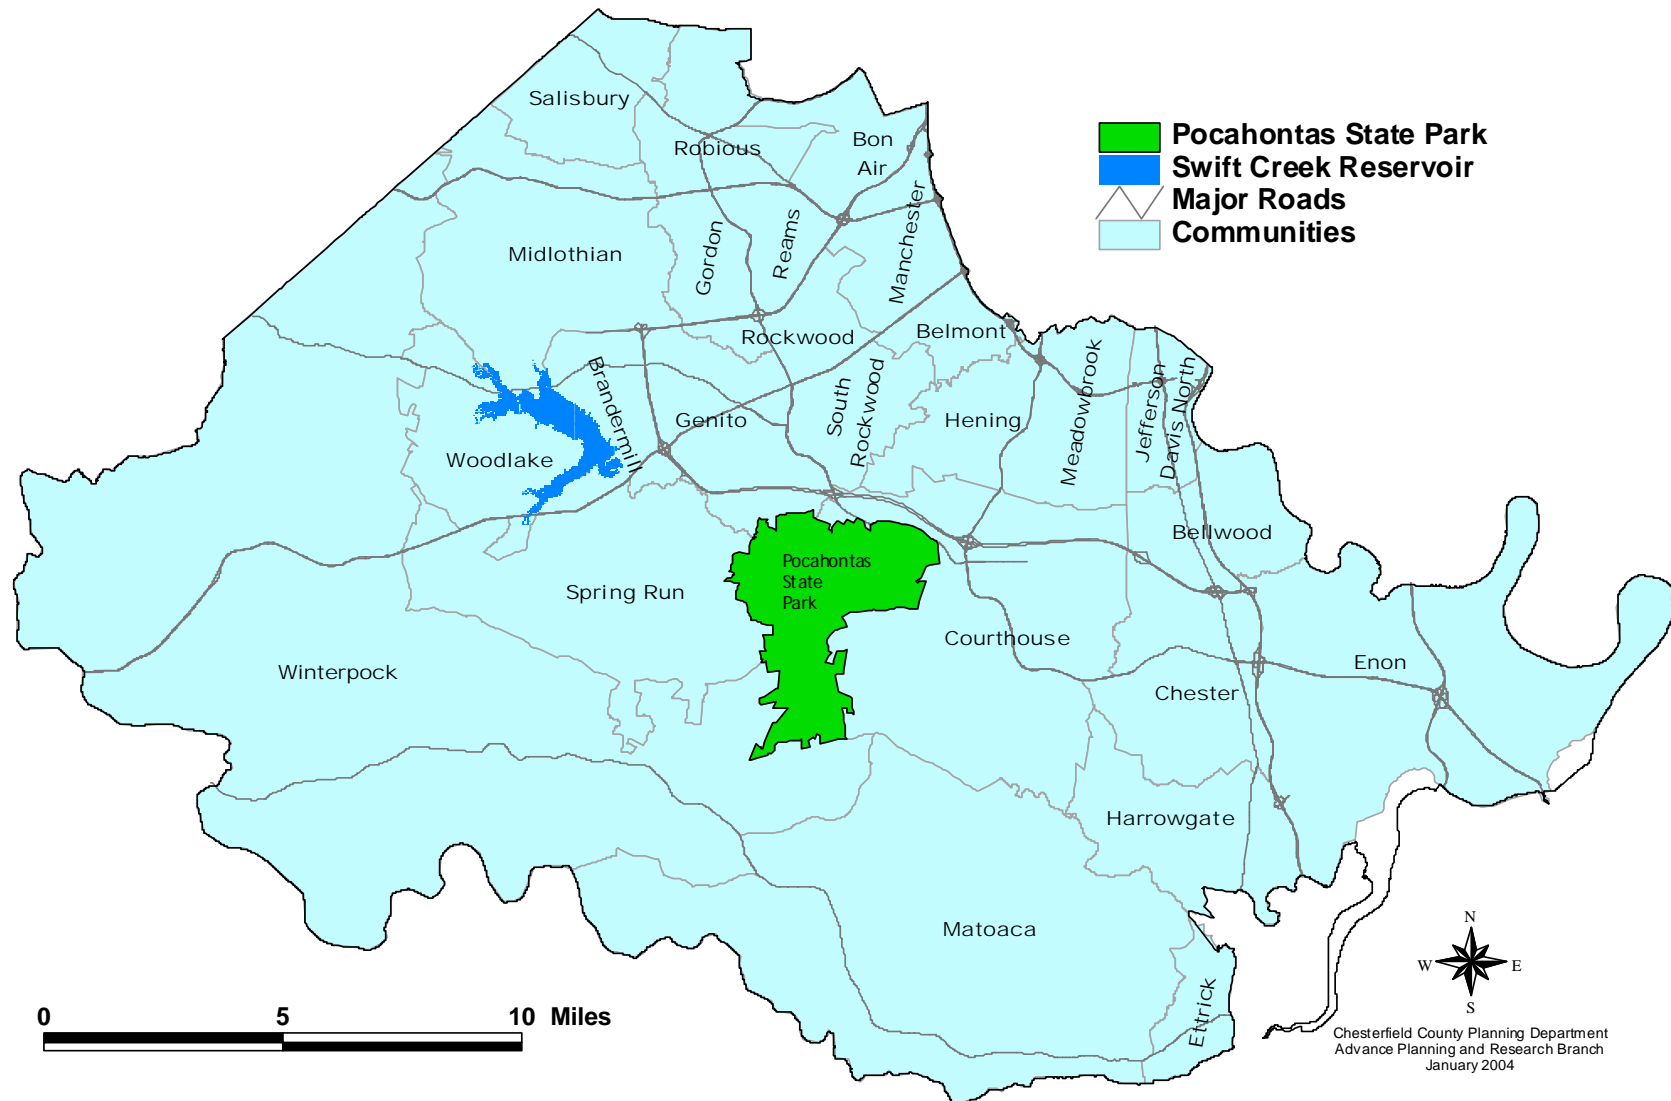 Salisbury
Robious
Bon
Air
Midlothian
Gordon
Reams
Manchester
Rockwood
Belmont
Brandermill
Genito
South
Rockwood
Hening
Meadowbrook
Jefferson
Davis North
Woodlake
Bellwood
Pocahontas
State
Park
Spring Run
Courthouse
Winterpock
Enon
Chester
Harrowgate
Matoaca
Ettrick
Pocahontas State Park
Swift Creek Reservoir
Major Roads
Communities
0 5 10 Miles
N
W E
S
Chesterfield County Planning Department
Advance Planning and Research Branch
January 2004